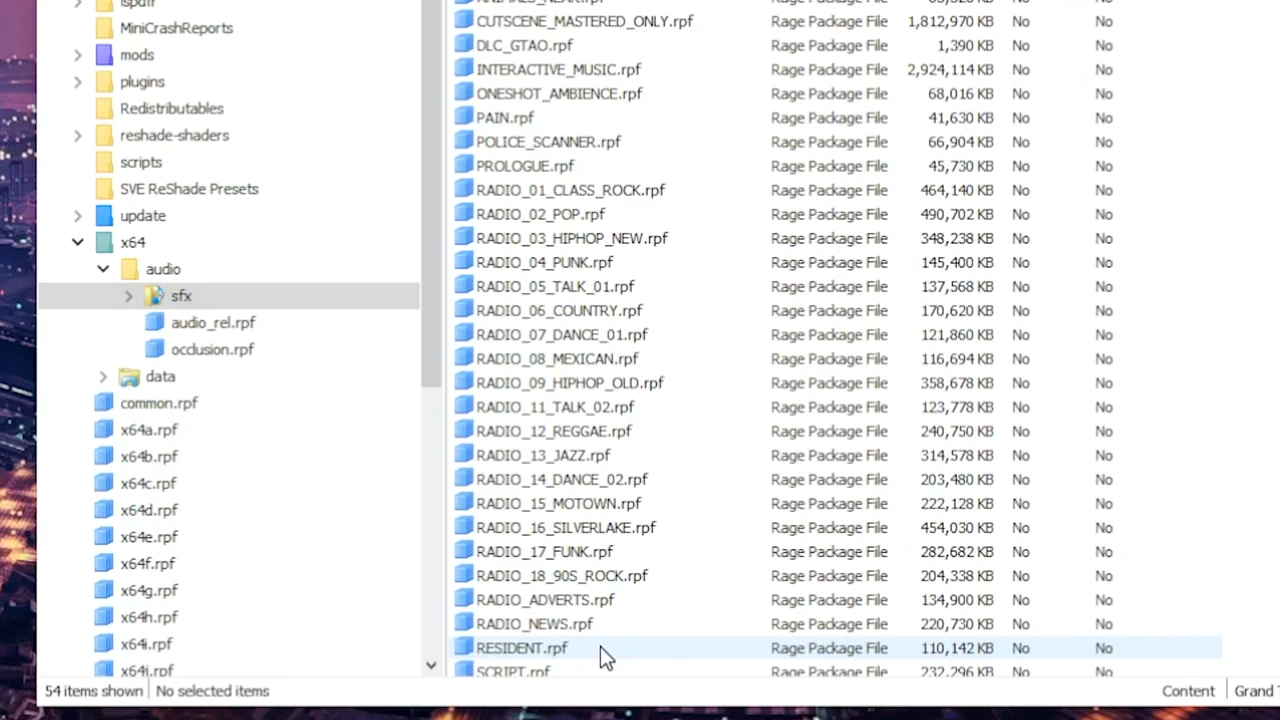 MiniCrashReports
mods
plugins
Redistributables
reshade-shaders
scripts
SVE ReShade Presets
update
x64
audio
sfx
audio_rel.rpf
occlusion.rpf
data
common.rpf
x64a.rpf
x64b.rpf
x64c.rpf
x64d.rpf
x64e.rpf
x64f.rpf
x64g.rpf
x64h.rpf
x64i.rpf
x64j.rpf
CUTSCENE_MASTERED_ONLY.rpf Rage Package File 1,812,970 KB No No
DLC_GTAO.rpf Rage Package File 1,390 KB No No
INTERACTIVE_MUSIC.rpf Rage Package File 2,924,114 KB No No
ONESHOT_AMBIENCE.rpf Rage Package File 68,016 KB No No
PAIN.rpf Rage Package File 41,630 KB No No
POLICE_SCANNER.rpf Rage Package File 66,904 KB No No
PROLOGUE.rpf Rage Package File 45,730 KB No No
RADIO_01_CLASS_ROCK.rpf Rage Package File 464,140 KB No No
RADIO_02_POP.rpf Rage Package File 490,702 KB No No
RADIO_03_HIPHOP_NEW.rpf Rage Package File 348,238 KB No No
RADIO_04_PUNK.rpf Rage Package File 145,400 KB No No
RADIO_05_TALK_01.rpf Rage Package File 137,568 KB No No
RADIO_06_COUNTRY.rpf Rage Package File 170,620 KB No No
RADIO_07_DANCE_01.rpf Rage Package File 121,860 KB No No
RADIO_08_MEXICAN.rpf Rage Package File 116,694 KB No No
RADIO_09_HIPHOP_OLD.rpf Rage Package File 358,678 KB No No
RADIO_11_TALK_02.rpf Rage Package File 123,778 KB No No
RADIO_12_REGGAE.rpf Rage Package File 240,750 KB No No
RADIO_13_JAZZ.rpf Rage Package File 314,578 KB No No
RADIO_14_DANCE_02.rpf Rage Package File 203,480 KB No No
RADIO_15_MOTOWN.rpf Rage Package File 222,128 KB No No
RADIO_16_SILVERLAKE.rpf Rage Package File 454,030 KB No No
RADIO_17_FUNK.rpf Rage Package File 282,682 KB No No
RADIO_18_90S_ROCK.rpf Rage Package File 204,338 KB No No
RADIO_ADVERTS.rpf Rage Package File 134,900 KB No No
RADIO_NEWS.rpf Rage Package File 220,730 KB No No
RESIDENT.rpf Rage Package File 110,142 KB No No
SCRIPT.rpf Rage Package File 232,296 KB No No
54 items shown No selected items Content Grand